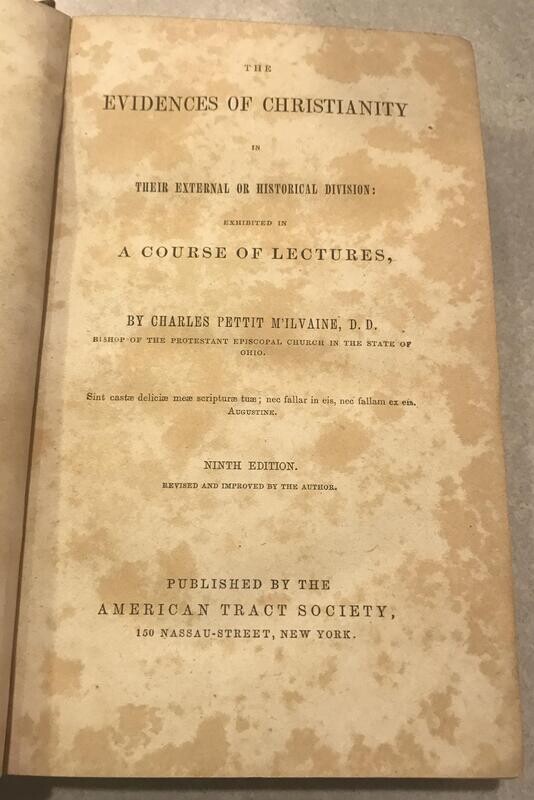 THE
EVIDENCES OF CHRISTIANITY
IN
THEIR EXTERNAL OR HISTORICAL DIVISION:
EXHIBITED IN
A COURSE OF LECTURES,
BY CHARLES PETTIT M'ILVAINE, D. D.
BISHOP OF THE PROTESTANT EPISCOPAL CHURCH IN THE STATE OF
OHIO.
Sint castæ deliciæ meæ scripturæ tuæ; nec fallar in eis, nec fallam ex eis.
AUGUSTINE.
NINTH EDITION.
REVISED AND IMPROVED BY THE AUTHOR.
PUBLISHED BY THE
AMERICAN TRACT SOCIETY,
150 NASSAU-STREET, NEW YORK.